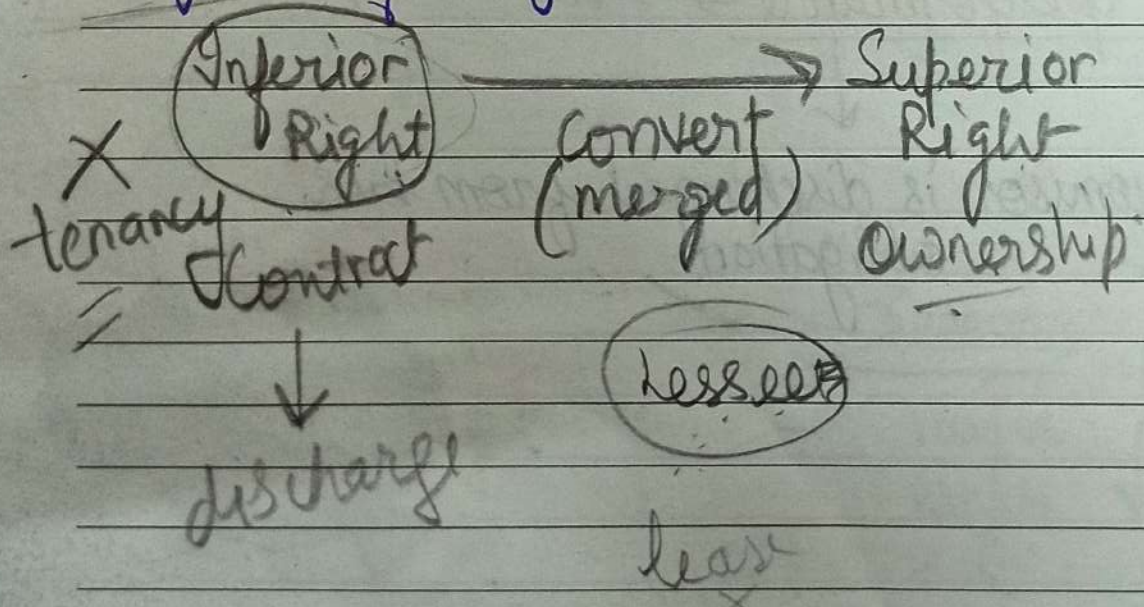 Inferior Superior
Right Convert Right
X (merged)
tenancy Contract Ownership
Lessee
discharge
lease